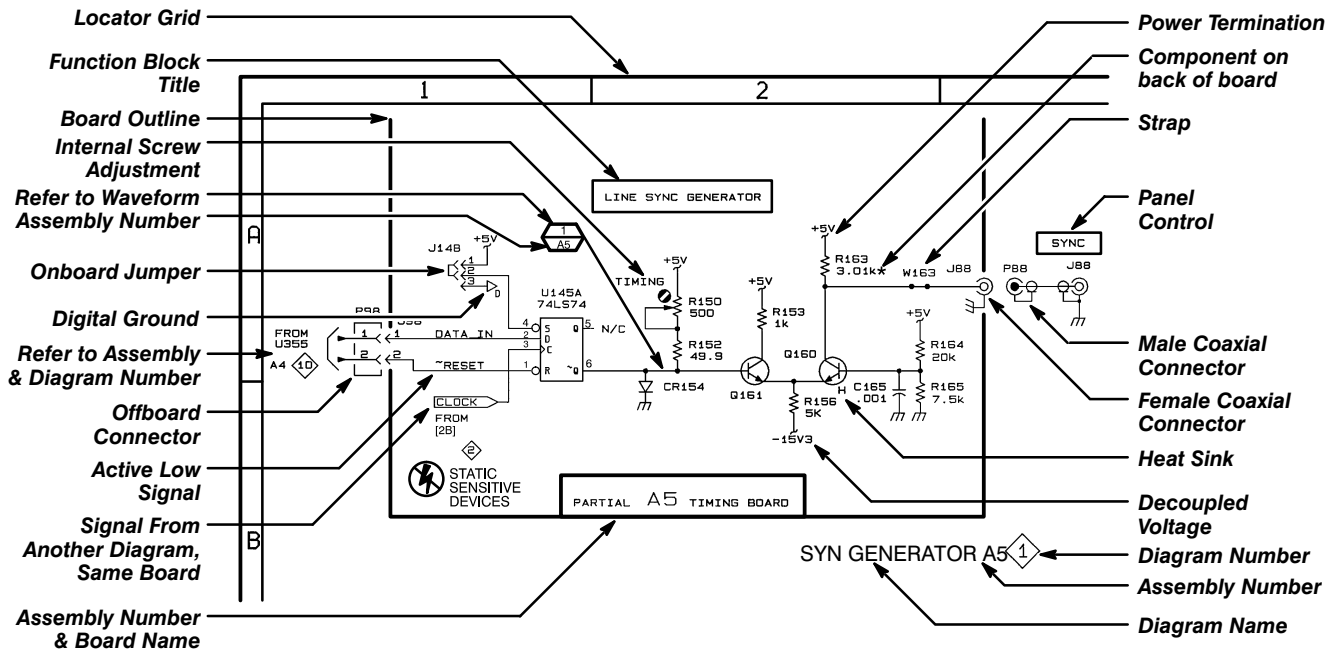 Locator Grid
Function Block
Title
Board Outline
Internal Screw
Adjustment
Refer to Waveform
Assembly Number
Onboard Jumper
Digital Ground
Refer to Assembly
& Diagram Number
Offboard
Connector
Active Low
Signal
Signal From
Another Diagram,
Same Board
Assembly Number
& Board Name
Power Termination
Component on
back of board
Strap
Panel
Control
Male Coaxial
Connector
Female Coaxial
Connector
Heat Sink
Decoupled
Voltage
Diagram Number
Assembly Number
Diagram Name
1
2
A
B
LINE SYNC GENERATOR
1
A5
+5V
J148
1
2
3
D
TIMING
+5V
R150
500
R152
49.9
U145A
74LS74
4
S
Q
5
N/C
2
D
3
C
1
R
~Q
6
P98
J98
FROM
U355
A4
10
1
1
DATA_IN
2
2
~RESET
CLOCK
FROM
[2B]
2
STATIC
SENSITIVE
DEVICES
CR154
+5V
R153
1k
Q161
Q160
R156
5K
-15V3
+5V
R163
3.01k*
W163
J88
P88
J88
SYNC
+5V
R164
20k
R165
7.5k
C165
.001
H
PARTIAL A5 TIMING BOARD
SYN GENERATOR A5
1